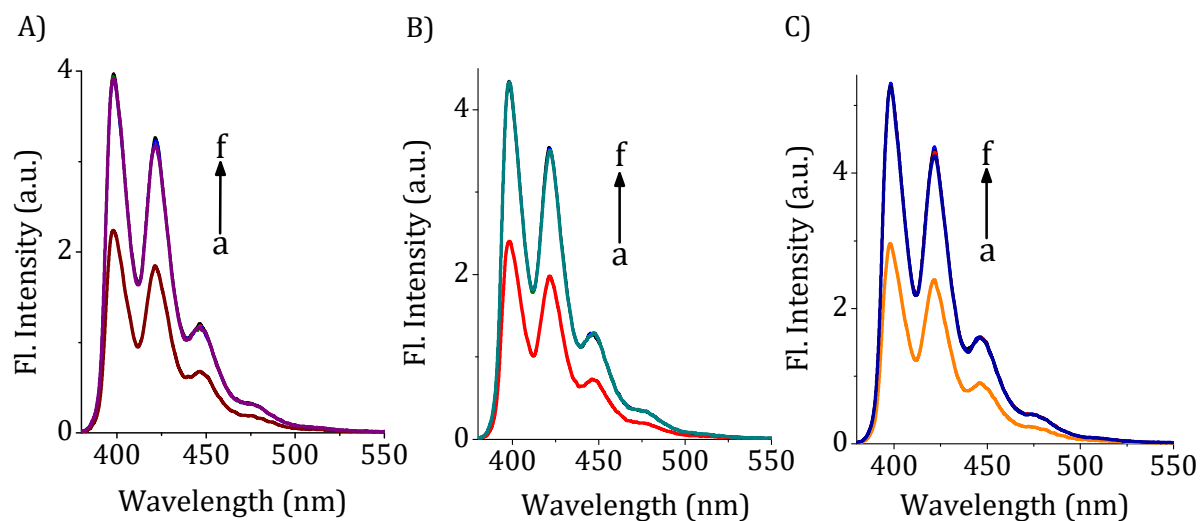 A)
4
2
0
Fl. Intensity (a.u.)
f
a
400 450 500 550
Wavelength (nm)
B)
4
2
0
Fl. Intensity (a.u.)
f
a
400 450 500 550
Wavelength (nm)
C)
4
2
0
Fl. Intensity (a.u.)
f
a
400 450 500 550
Wavelength (nm)